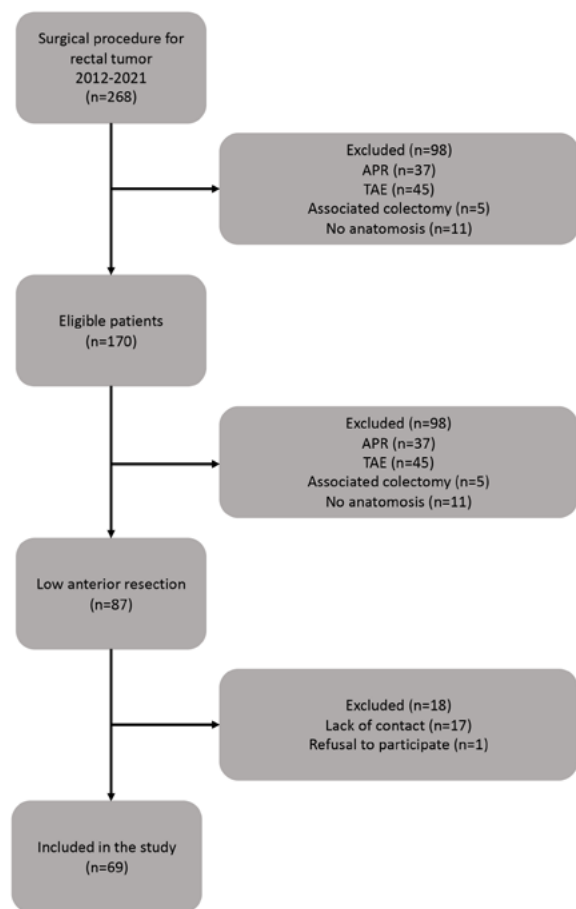 Surgical procedure for
rectal tumor
2012-2021
(n=268)
Excluded (n=98)
APR (n=37)
TAE (n=45)
Associated colectomy (n=5)
No anatomosis (n=11)
Eligible patients
(n=170)
Excluded (n=98)
APR (n=37)
TAE (n=45)
Associated colectomy (n=5)
No anatomosis (n=11)
Low anterior resection
(n=87)
Excluded (n=18)
Lack of contact (n=17)
Refusal to participate (n=1)
Included in the study
(n=69)